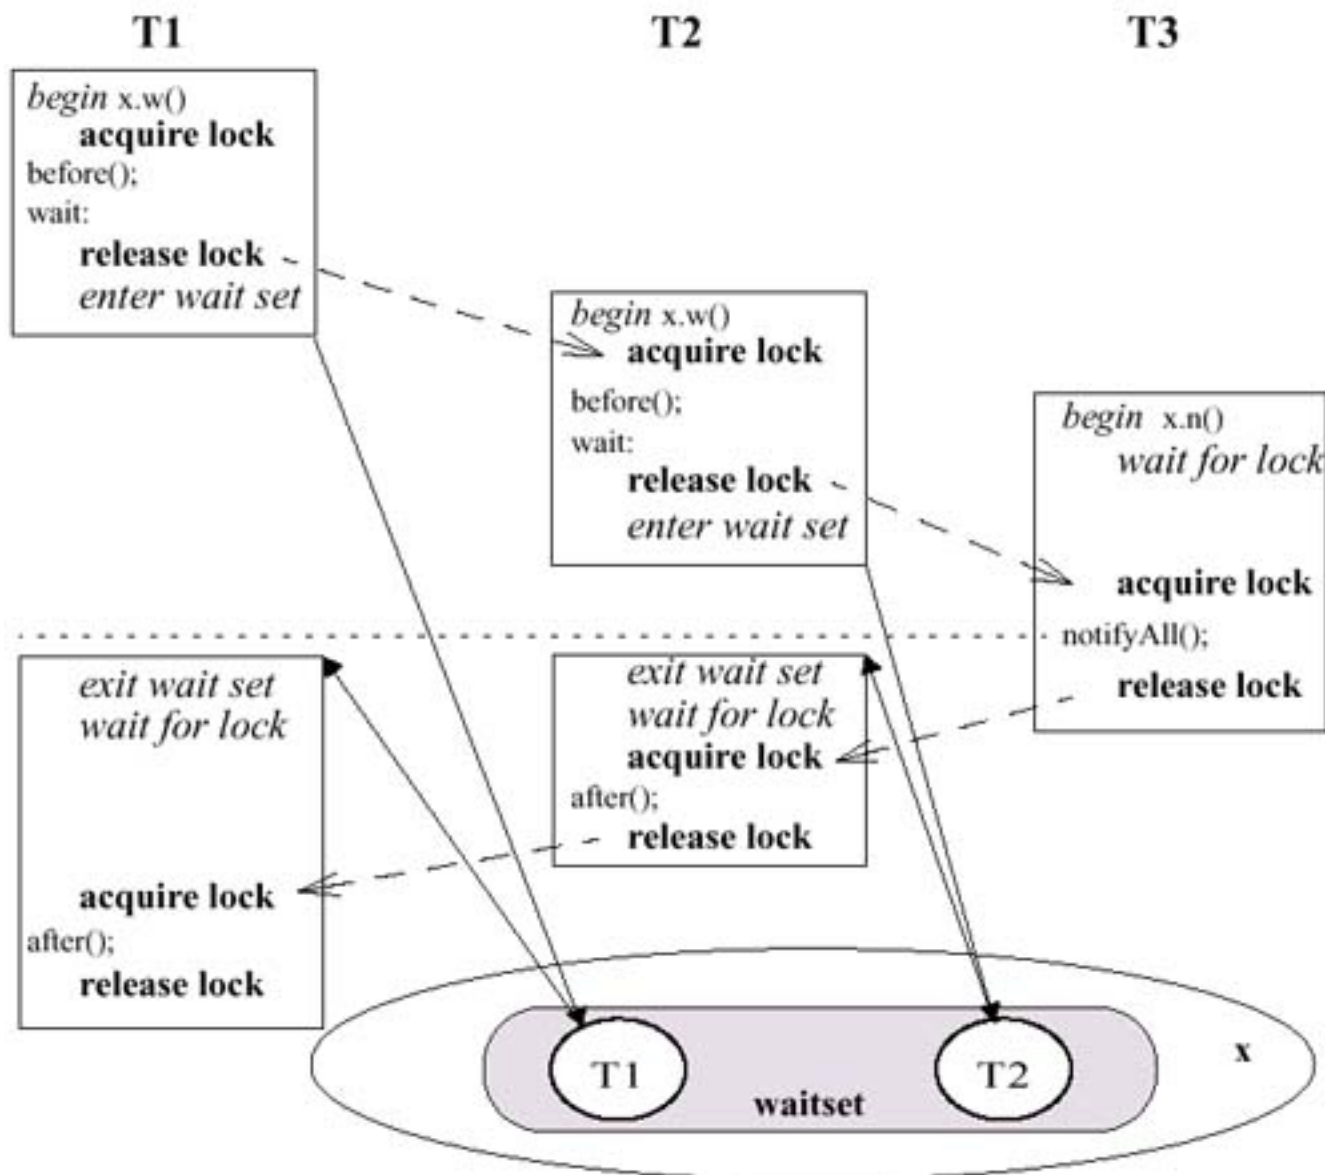 T1
T2
T3
begin x.w()
acquire lock
before();
wait:
release lock
enter wait set
begin x.w()
acquire lock
before();
wait:
release lock
enter wait set
begin x.n()
wait for lock
acquire lock
notifyAll();
release lock
exit wait set
wait for lock
acquire lock
after();
release lock
exit wait set
wait for lock
acquire lock
after();
release lock
T1
T2
waitset
x